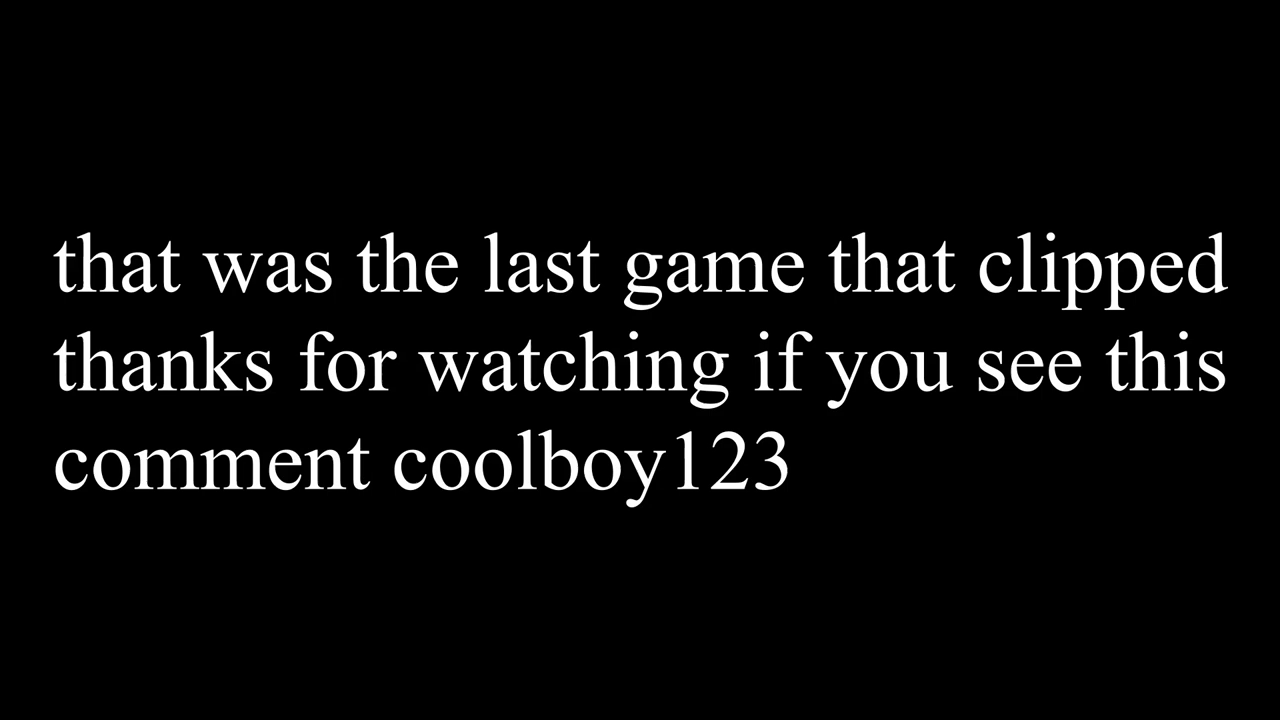 that was the last game that clipped
thanks for watching if you see this
comment coolboy123